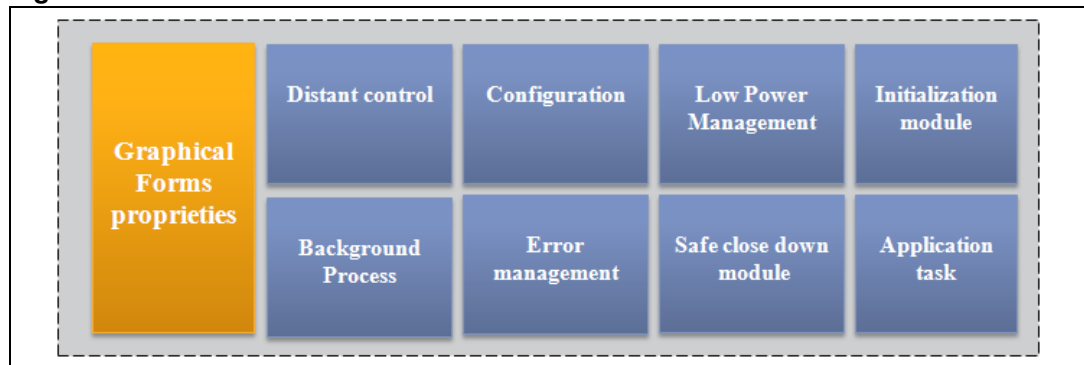 Graphical
Forms
proprieties
Distant control
Configuration
Low Power
Management
Initialization
module
Background
Process
Error
management
Safe close down
module
Application
task